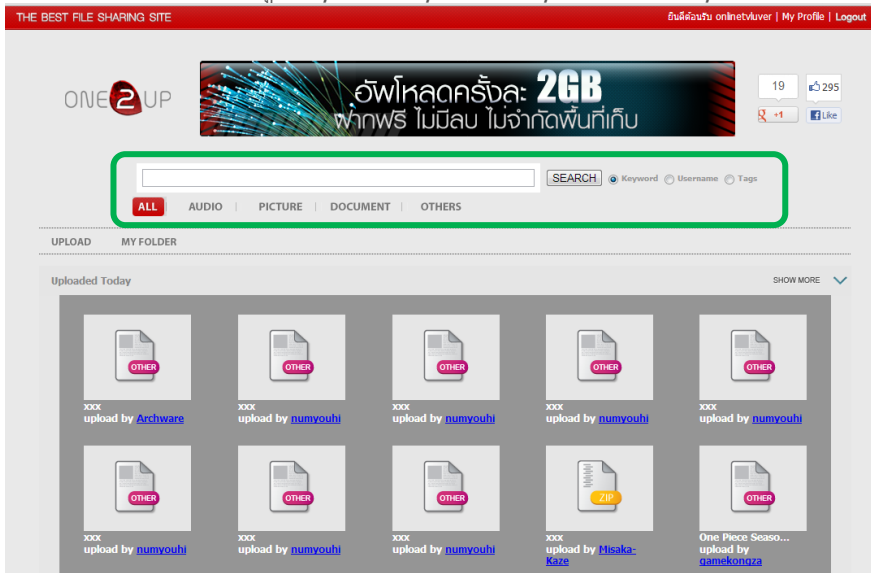 THE BEST FILE SHARING SITE
ยินดีต้อนรับ onlinetvluver | My Profile | Logout
ONE2UP
อัพโหลดครั้งละ 2GB
ฟากฟรี ไม่มีลบ ไม่จำกัดพื้นที่เก็บ
19
295
+1
Like
SEARCH Keyword Username Tags
ALL AUDIO | PICTURE | DOCUMENT | OTHERS
UPLOAD MY FOLDER
Uploaded Today SHOW MORE
OTHER OTHER OTHER OTHER OTHER
xxx xxx xxx xxx xxx
upload by Archware upload by numyouhi upload by numyouhi upload by numyouhi upload by numyouhi
OTHER OTHER OTHER ZIP OTHER
xxx xxx xxx xxx One Piece Seaso...
upload by numyouhi upload by numyouhi upload by numyouhi upload by Misaka- upload by
Kaze gamekongza